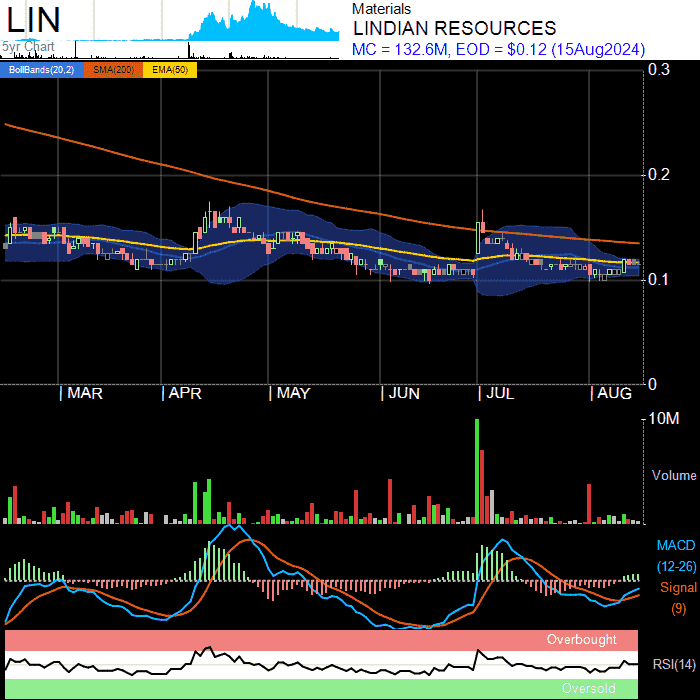 LIN
5yr Chart
Materials
LINDIAN RESOURCES
MC = 132.6M, EOD = $0.12 (15Aug2024)
BollBands(20,2) SMA(200) EMA(50)
0.3
0.2
0.1
0
MAR APR MAY JUN JUL AUG
10M
Volume
MACD
(12-26)
Signal
(9)
Overbought
RSI(14)
Oversold